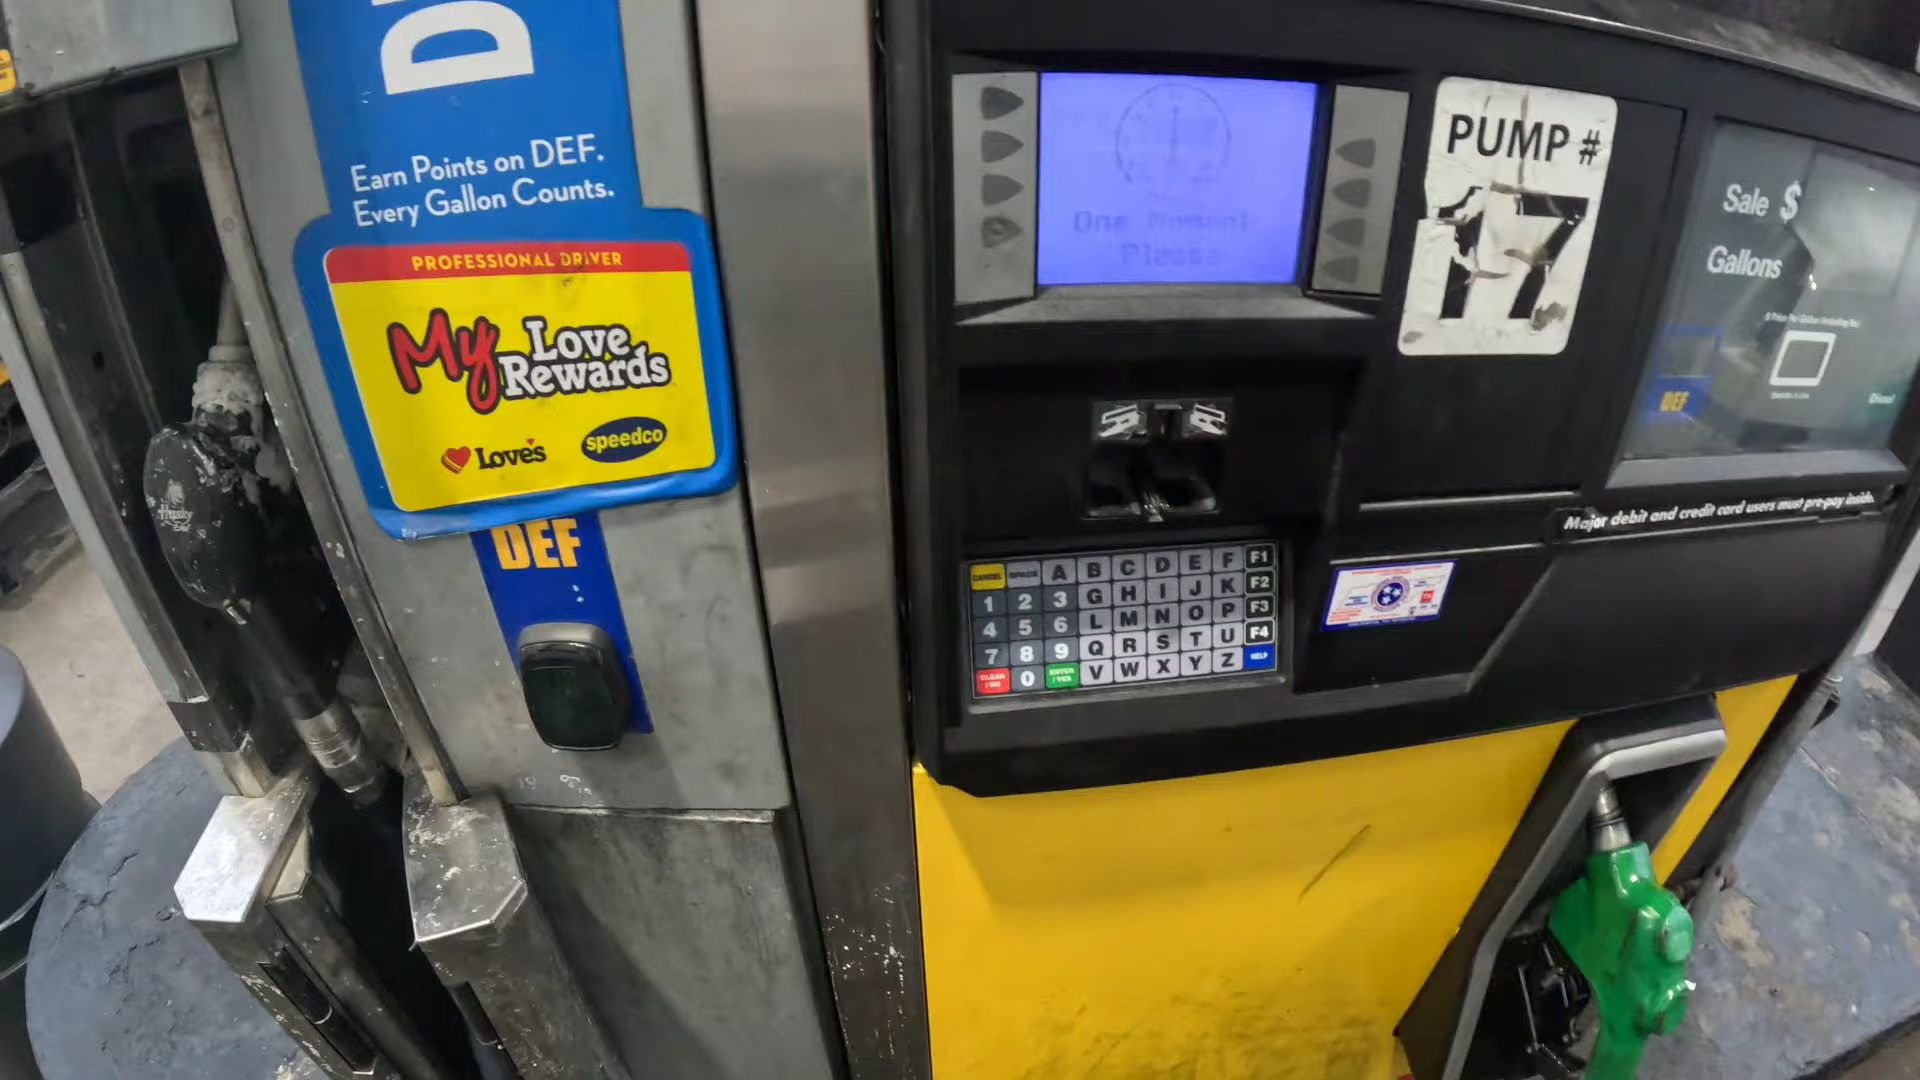 D
Earn Points on DEF.
Every Gallon Counts.
PROFESSIONAL DRIVER
My Love Rewards
Love's
speedco
DEF
Husky
One Moment
Please
PUMP #
17
Sale $
Gallons
DEF
Diesel
Major debit and credit card users must pre-pay inside.
CANCEL SPACE A B C D E F F1
1 2 3 G H I J K F2
4 5 6 L M N O P F3
7 8 9 Q R S T U F4
CLEAR / NO 0 ENTER / YES V W X Y Z HELP